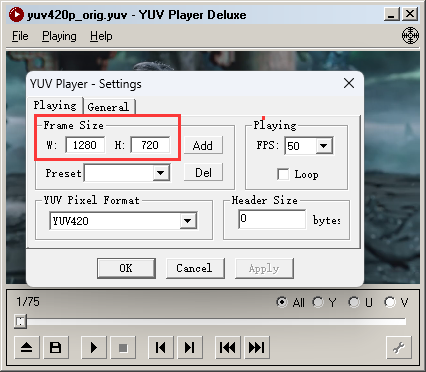 yuv420p_orig.yuv - YUV Player Deluxe
File Playing Help
YUV Player - Settings
Playing General
Frame Size Playing
W: 1280 H: 720 Add FPS: 50
Preset Del Loop
YUV Pixel Format Header Size
YUV420 0 bytes
OK Cancel Apply
1/75 All Y U V